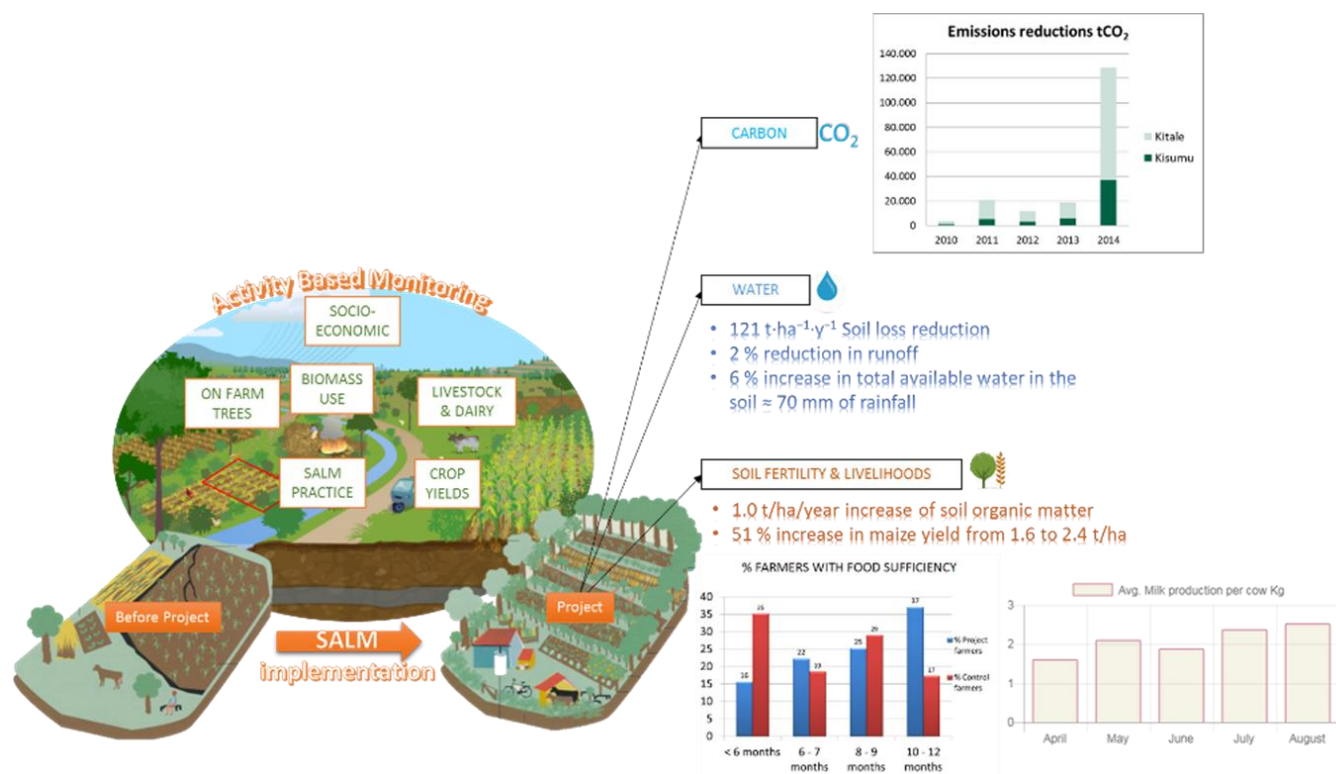 Activity Based Monitoring
SOCIO-
ECONOMIC
ON FARM
TREES
BIOMASS
USE
LIVESTOCK
& DAIRY
SALM
PRACTICE
CROP
YIELDS
Before Project
SALM
implementation
Project
CARBON
CO₂
Emissions reductions tCO₂
140.000
120.000
100.000
80.000
60.000
40.000
20.000
0
2010 2011 2012 2013 2014
Kitale
Kisumu
WATER
• 121 t·ha⁻¹·y⁻¹ Soil loss reduction
• 2 % reduction in runoff
• 6 % increase in total available water in the
soil ≈ 70 mm of rainfall
SOIL FERTILITY & LIVELIHOODS
• 1.0 t/ha/year increase of soil organic matter
• 51 % increase in maize yield from 1.6 to 2.4 t/ha
% FARMERS WITH FOOD SUFFICIENCY
40
35
30
25
20
15
10
5
0
16 35 22 19 25 29 37 17
< 6 months 6 - 7 8 - 9 10 - 12
months months months
% Project
farmers
% Control
farmers
Avg. Milk production per cow Kg
3
2
1
0
April May June July August